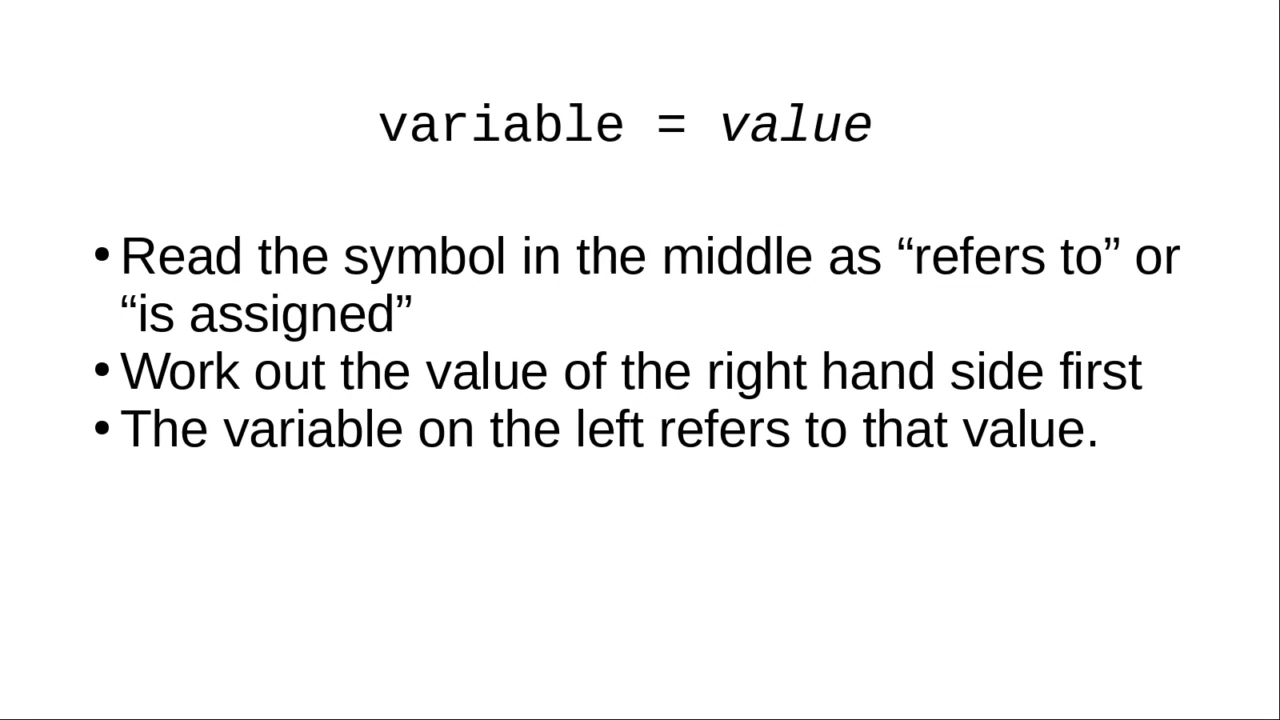 variable = value
• Read the symbol in the middle as “refers to” or
“is assigned”
• Work out the value of the right hand side first
• The variable on the left refers to that value.